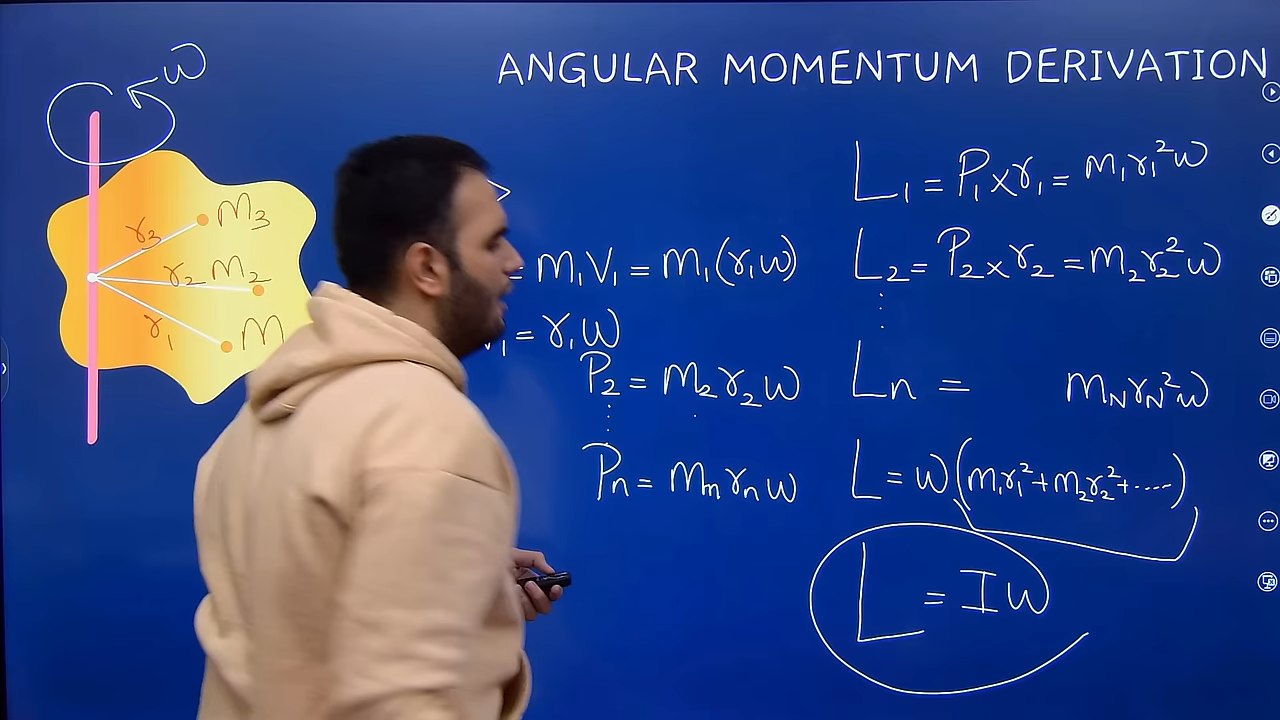 ANGULAR MOMENTUM DERIVATION
ω
r₃ m₃
r₂ m₂
r₁ m
= m₁v₁ = m₁(r₁ω)
₁ = r₁ω
P₂ = m₂r₂ω
⋮
Pn = mnrnω
L₁ = P₁ × r₁ = m₁r₁²ω
L₂ = P₂ × r₂ = m₂r₂²ω
⋮
Ln = mNrN²ω
L = ω(m₁r₁² + m₂r₂² + ....)
L = Iω